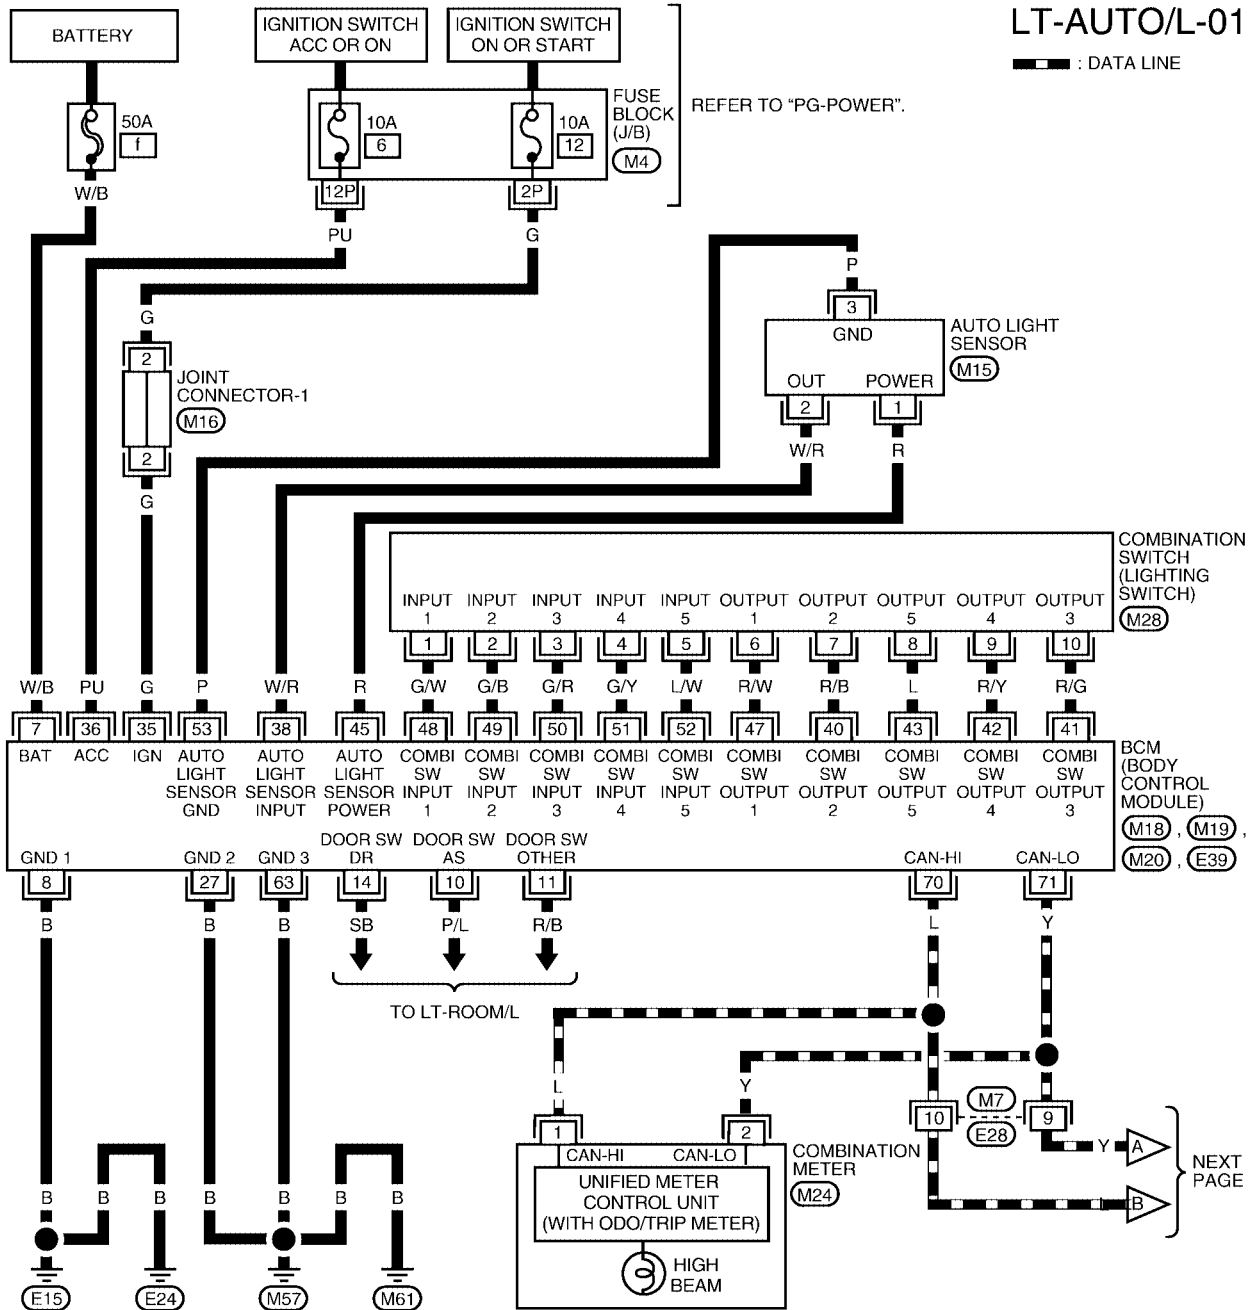 LT-AUTO/L-01
: DATA LINE
BATTERY
IGNITION SWITCH
ACC OR ON
IGNITION SWITCH
ON OR START
50A
f
10A
6
10A
12
FUSE
BLOCK
(J/B)
M4
REFER TO “PG-POWER”.
W/B
12P
2P
PU
G
G
2
JOINT
CONNECTOR-1
M16
2
G
P
3
GND
AUTO LIGHT
SENSOR
M15
OUT
POWER
2
1
W/R
R
COMBINATION
SWITCH
(LIGHTING
SWITCH)
M28
INPUT
1
INPUT
2
INPUT
3
INPUT
4
INPUT
5
OUTPUT
1
OUTPUT
2
OUTPUT
5
OUTPUT
4
OUTPUT
3
1 2 3 4 5 6 7 8 9 10
W/B PU G P W/R R G/W G/B G/R G/Y L/W R/W R/B L R/Y R/G
7 36 35 53 38 45 48 49 50 51 52 47 40 43 42 41
BAT
ACC
IGN
AUTO
LIGHT
SENSOR
GND
AUTO
LIGHT
SENSOR
INPUT
AUTO
LIGHT
SENSOR
POWER
COMBI
SW
INPUT
1
COMBI
SW
INPUT
2
COMBI
SW
INPUT
3
COMBI
SW
INPUT
4
COMBI
SW
INPUT
5
COMBI
SW
OUTPUT
1
COMBI
SW
OUTPUT
2
COMBI
SW
OUTPUT
5
COMBI
SW
OUTPUT
4
COMBI
SW
OUTPUT
3
BCM
(BODY
CONTROL
MODULE)
M18 , M19 ,
M20 , E39
GND 1
GND 2
GND 3
DOOR SW
DR
DOOR SW
AS
DOOR SW
OTHER
CAN-HI
CAN-LO
8 27 63 14 10 11 70 71
B B B SB P/L R/B L Y
TO LT-ROOM/L
L
Y
10
M7
E28
9
1
2
CAN-HI
CAN-LO
UNIFIED METER
CONTROL UNIT
(WITH ODO/TRIP METER)
HIGH
BEAM
COMBINATION
METER
M24
Y
A
Y
B
NEXT
PAGE
B B B B B B B
E15
E24
M57
M61